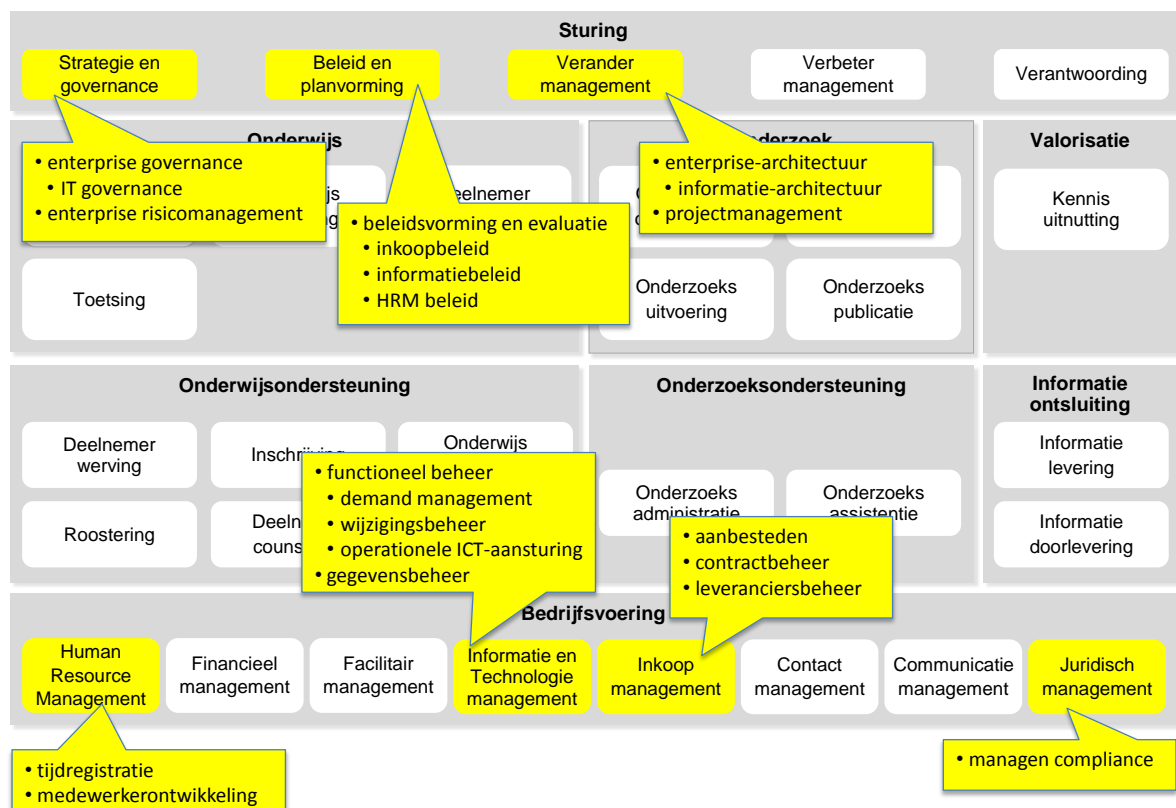 Sturing
Strategie en
governance
Beleid en
planvorming
Verander
management
Verbeter
management
Verantwoording
Onderwijs
Valorisatie
• enterprise governance
• IT governance
• enterprise risicomanagement
• beleidsvorming en evaluatie
• inkoopbeleid
• informatiebeleid
• HRM beleid
• enterprise-architectuur
• informatie-architectuur
• projectmanagement
Kennis
uitnutting
Toetsing
Onderzoeks
uitvoering
Onderzoeks
publicatie
Onderwijsondersteuning
Onderzoeksondersteuning
Informatie
ontsluiting
Deelnemer
werving
Onderwijs
Roostering
• functioneel beheer
• demand management
• wijzigingsbeheer
• operationele ICT-aansturing
• gegevensbeheer
Onderzoeks
administratie
Onderzoeks
assistentie
• aanbesteden
• contractbeheer
• leveranciersbeheer
Informatie
levering
Informatie
doorlevering
Bedrijfsvoering
Human
Resource
Management
Financieel
management
Facilitair
management
Informatie en
Technologie
management
Inkoop
management
Contact
management
Communicatie
management
Juridisch
management
• tijdregistratie
• medewerkerontwikkeling
• managen compliance